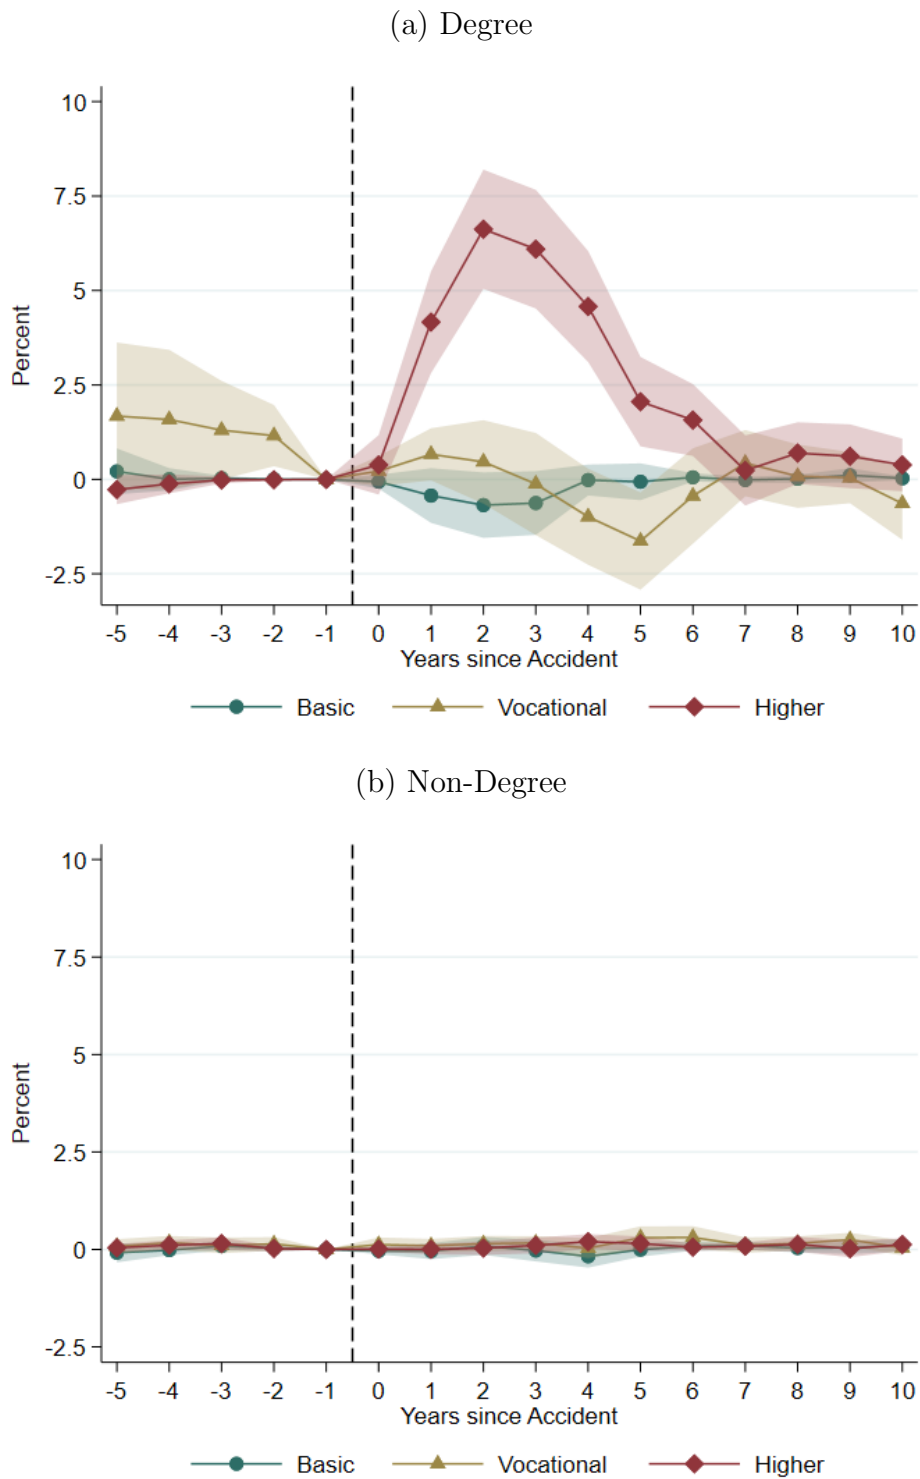 (a) Degree
10
7.5
5
2.5
0
-2.5
Percent
-5 -4 -3 -2 -1 0 1 2 3 4 5 6 7 8 9 10
Years since Accident
Basic Vocational Higher
(b) Non-Degree
10
7.5
5
2.5
0
-2.5
Percent
-5 -4 -3 -2 -1 0 1 2 3 4 5 6 7 8 9 10
Years since Accident
Basic Vocational Higher